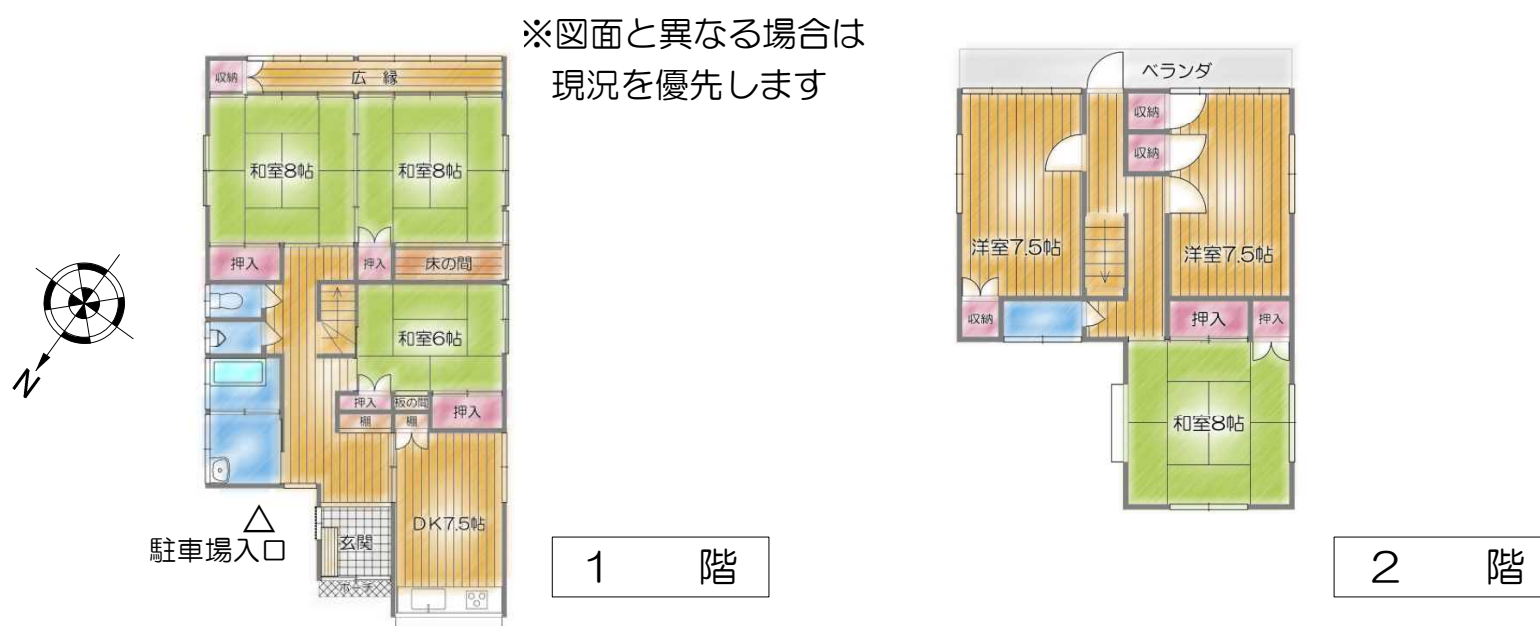 ※図面と異なる場合は
現況を優先します
収納
広縁
和室8帖
和室8帖
押入
押入
床の間
和室6帖
押入
板の間
押入
棚
棚
DK7.5帖
玄関
ポーチ
駐車場入口
N
1 階
ベランダ
収納
収納
洋室7.5帖
洋室7.5帖
収納
押入
押入
和室8帖
2 階